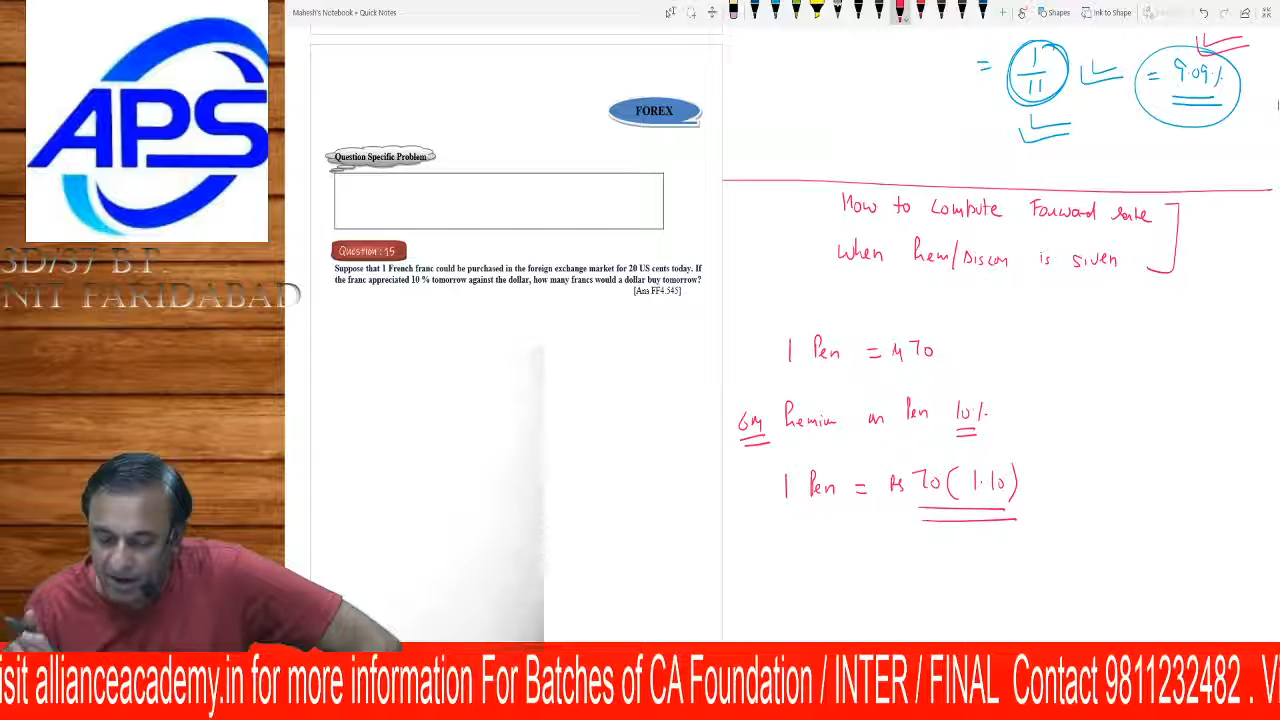 APS
3D/37 B.P.
NIT FARIDABAD
Mahesh's Notebook • Quick Notes
Shapes
Ink to Shape
FOREX
Question Specific Problem
Question : 15
Suppose that 1 French franc could be purchased in the foreign exchange market for 20 US cents today. If
the franc appreciated 10 % tomorrow against the dollar, how many francs would a dollar buy tomorrow?
[Ans FF4.545]
= 1/11 = 9.09%
How to Compute Forward rate
when Prem/Discon is given
1 Pen = 70
6M Premium on Pen 10%
1 Pen = Rs 70(1.10)
isit allianceacademy.in for more information For Batches of CA Foundation / INTER / FINAL Contact 9811232482 . Vi